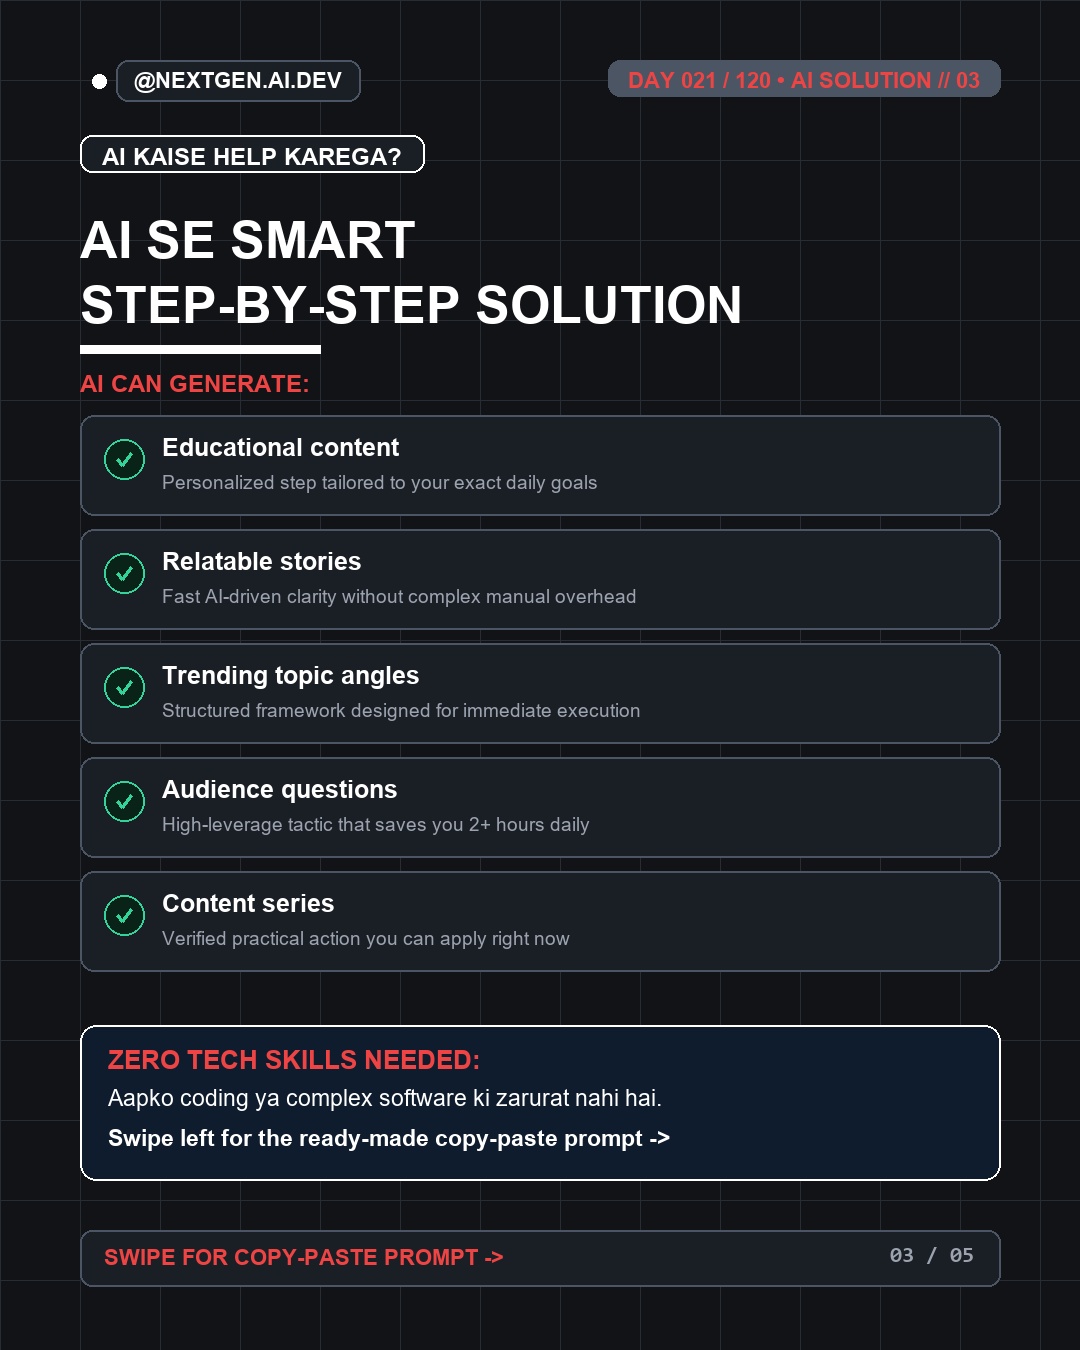 @NEXTGEN.AI.DEV
DAY 021 / 120 • AI SOLUTION // 03
AI KAISE HELP KAREGA?
AI SE SMART
STEP-BY-STEP SOLUTION
AI CAN GENERATE:
Educational content
Personalized step tailored to your exact daily goals
Relatable stories
Fast AI-driven clarity without complex manual overhead
Trending topic angles
Structured framework designed for immediate execution
Audience questions
High-leverage tactic that saves you 2+ hours daily
Content series
Verified practical action you can apply right now
ZERO TECH SKILLS NEEDED:
Aapko coding ya complex software ki zarurat nahi hai.
Swipe left for the ready-made copy-paste prompt ->
SWIPE FOR COPY-PASTE PROMPT ->
03 / 05